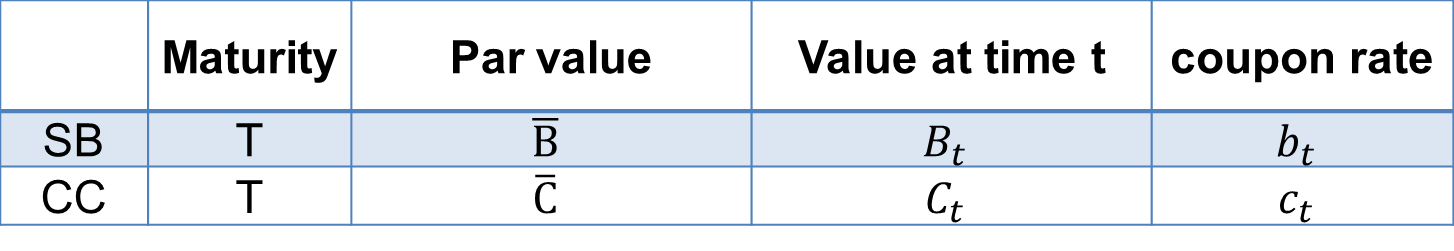 Maturity Par value Value at time t coupon rate
SB T B̅ Bₜ bₜ
CC T C̅ Cₜ cₜ